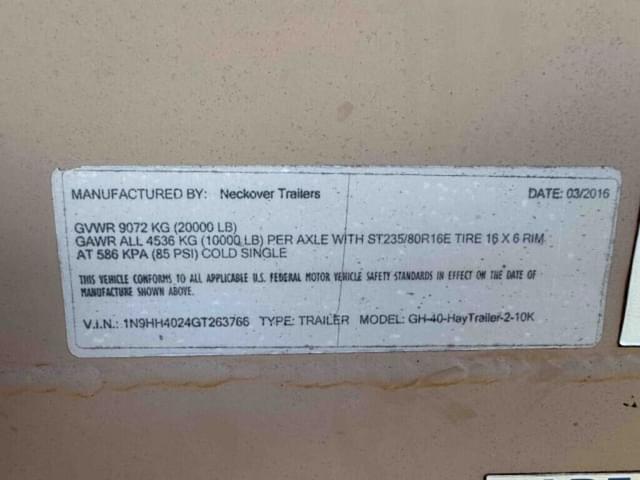 MANUFACTURED BY: Neckover Trailers DATE: 03/2016
GVWR 9072 KG (20000 LB)
GAWR ALL 4536 KG (10000 LB) PER AXLE WITH ST235/80R16E TIRE 16 X 6 RIM
AT 586 KPA (85 PSI) COLD SINGLE
THIS VEHICLE CONFORMS TO ALL APPLICABLE U.S. FEDERAL MOTOR VEHICLE SAFETY STANDARDS IN EFFECT ON THE DATE OF
MANUFACTURE SHOWN ABOVE.
V.I.N.: 1N9HH4024GT263766 TYPE: TRAILER MODEL: GH-40-HayTrailer-2-10K